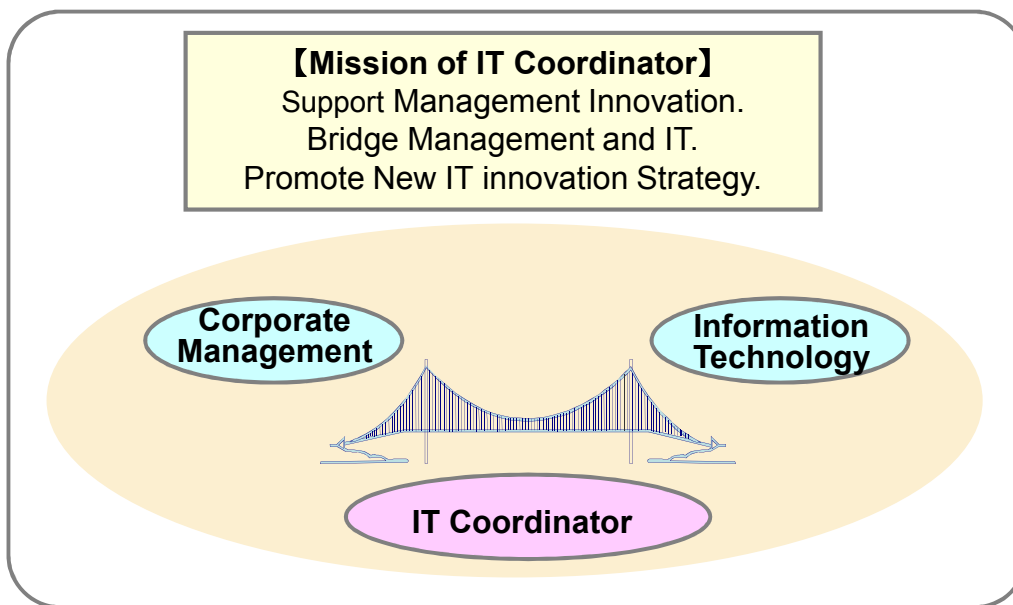 【Mission of IT Coordinator】
Support Management Innovation.
Bridge Management and IT.
Promote New IT innovation Strategy.
Corporate
Management
Information
Technology
IT Coordinator